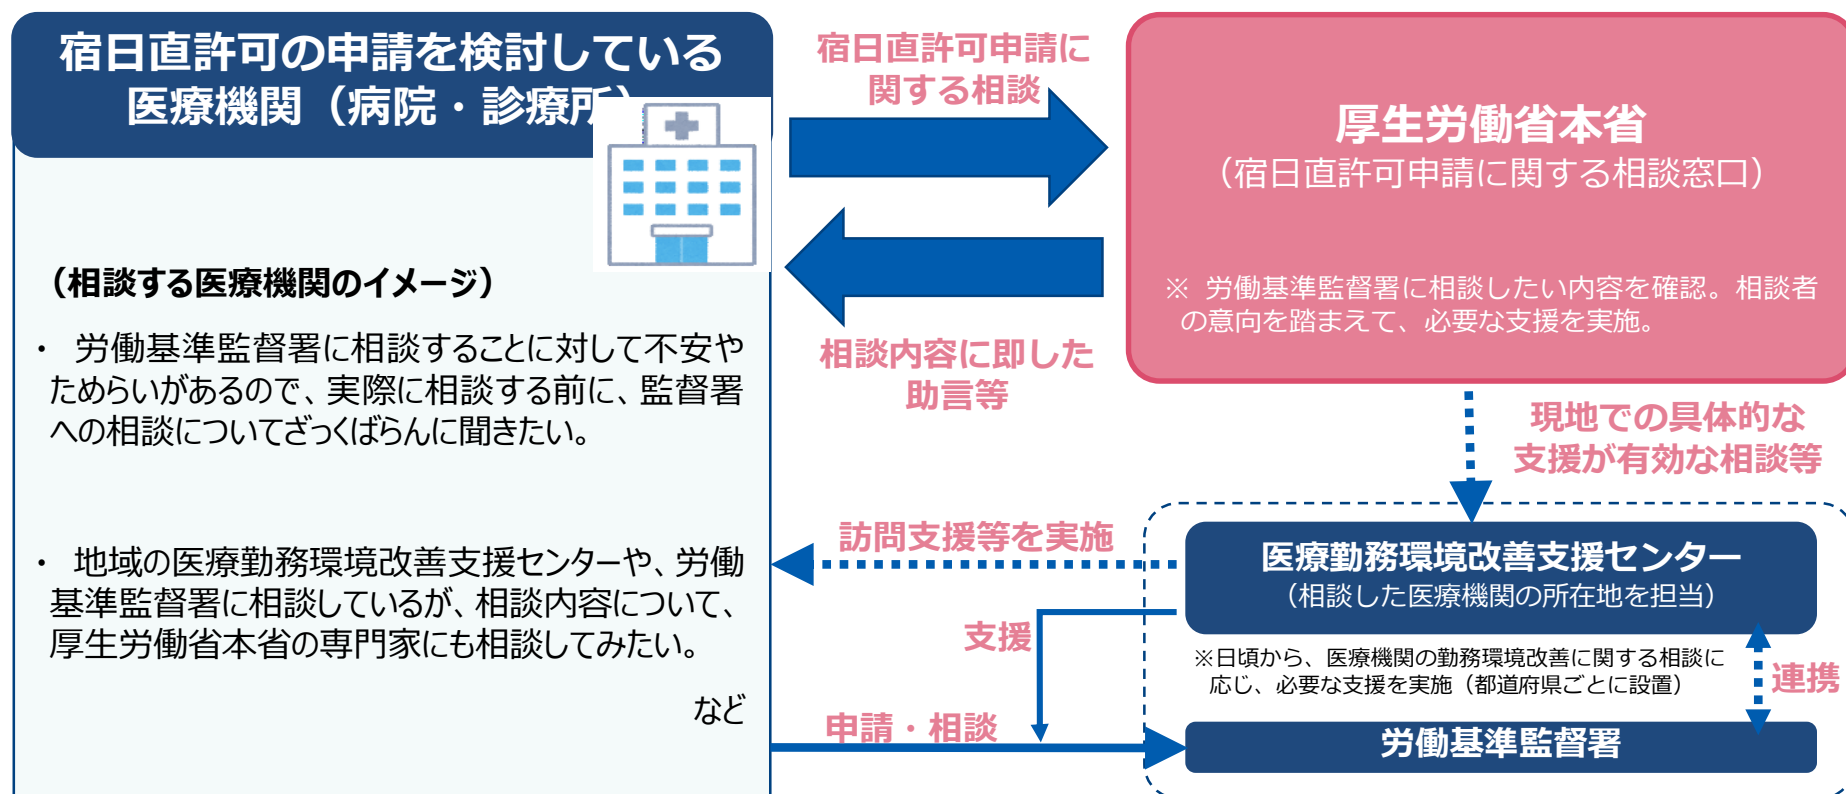 宿日直許可の申請を検討している
医療機関（病院・診療所）
（相談する医療機関のイメージ）
・ 労働基準監督署に相談することに対して不安や
ためらいがあるので、実際に相談する前に、監督署
への相談についてざっくばらんに聞きたい。
・ 地域の医療勤務環境改善支援センターや、労働
基準監督署に相談しているが、相談内容について、
厚生労働省本省の専門家にも相談してみたい。
など
宿日直許可申請に
関する相談
相談内容に即した
助言等
厚生労働省本省
（宿日直許可申請に関する相談窓口）
※ 労働基準監督署に相談したい内容を確認。相談者
の意向を踏まえて、必要な支援を実施。
現地での具体的な
支援が有効な相談等
訪問支援等を実施
医療勤務環境改善支援センター
（相談した医療機関の所在地を担当）
支援
※日頃から、医療機関の勤務環境改善に関する相談に
応じ、必要な支援を実施（都道府県ごとに設置）
連携
申請・相談
労働基準監督署